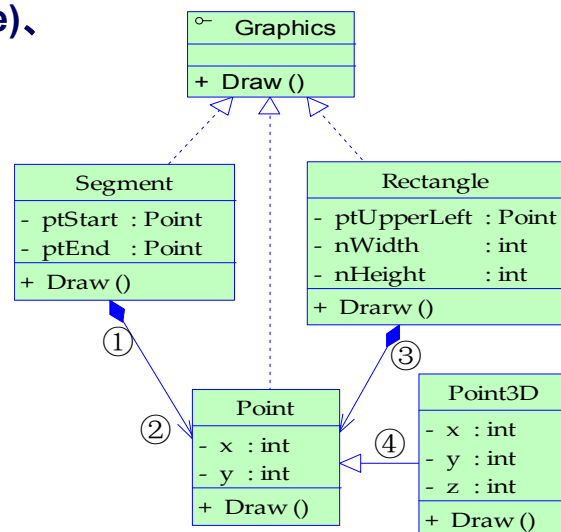 e)、
Graphics
+ Draw ()
Segment
- ptStart : Point
- ptEnd : Point
+ Draw ()
Rectangle
- ptUpperLeft : Point
- nWidth : int
- nHeight : int
+ Drarw ()
①
③
②
Point
- x : int
- y : int
+ Draw ()
④
Point3D
- x : int
- y : int
- z : int
+ Draw ()